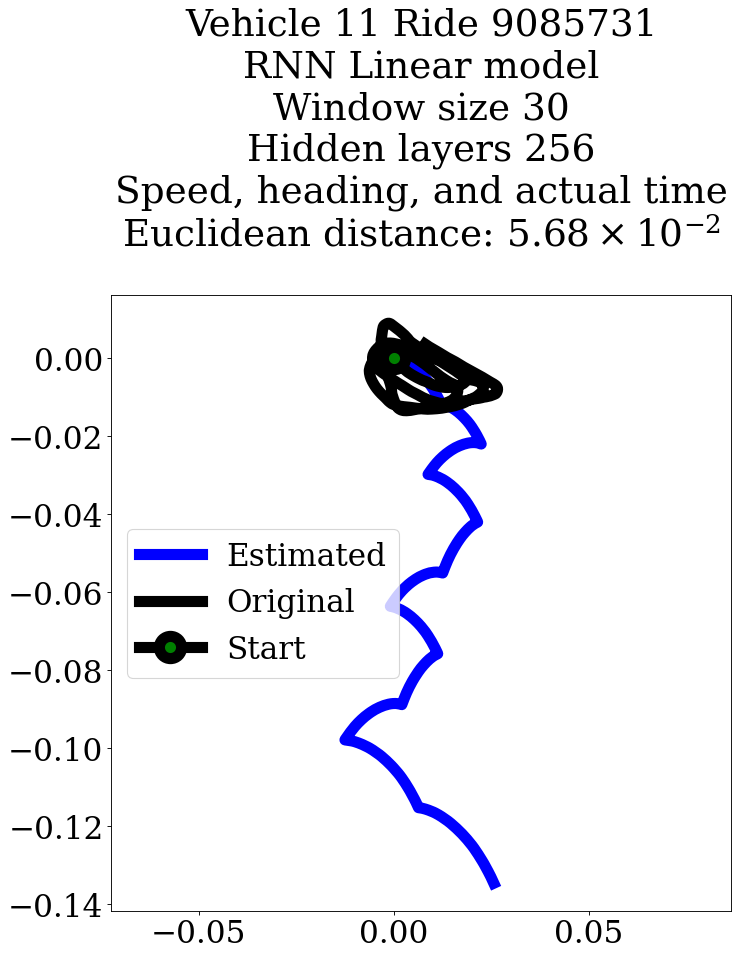 Vehicle 11 Ride 9085731
RNN Linear model
Window size 30
Hidden layers 256
Speed, heading, and actual time
Euclidean distance: 5.68 × 10⁻²
0.00
−0.02
−0.04
−0.06
−0.08
−0.10
−0.12
−0.14
Estimated
Original
Start
−0.05
0.00
0.05